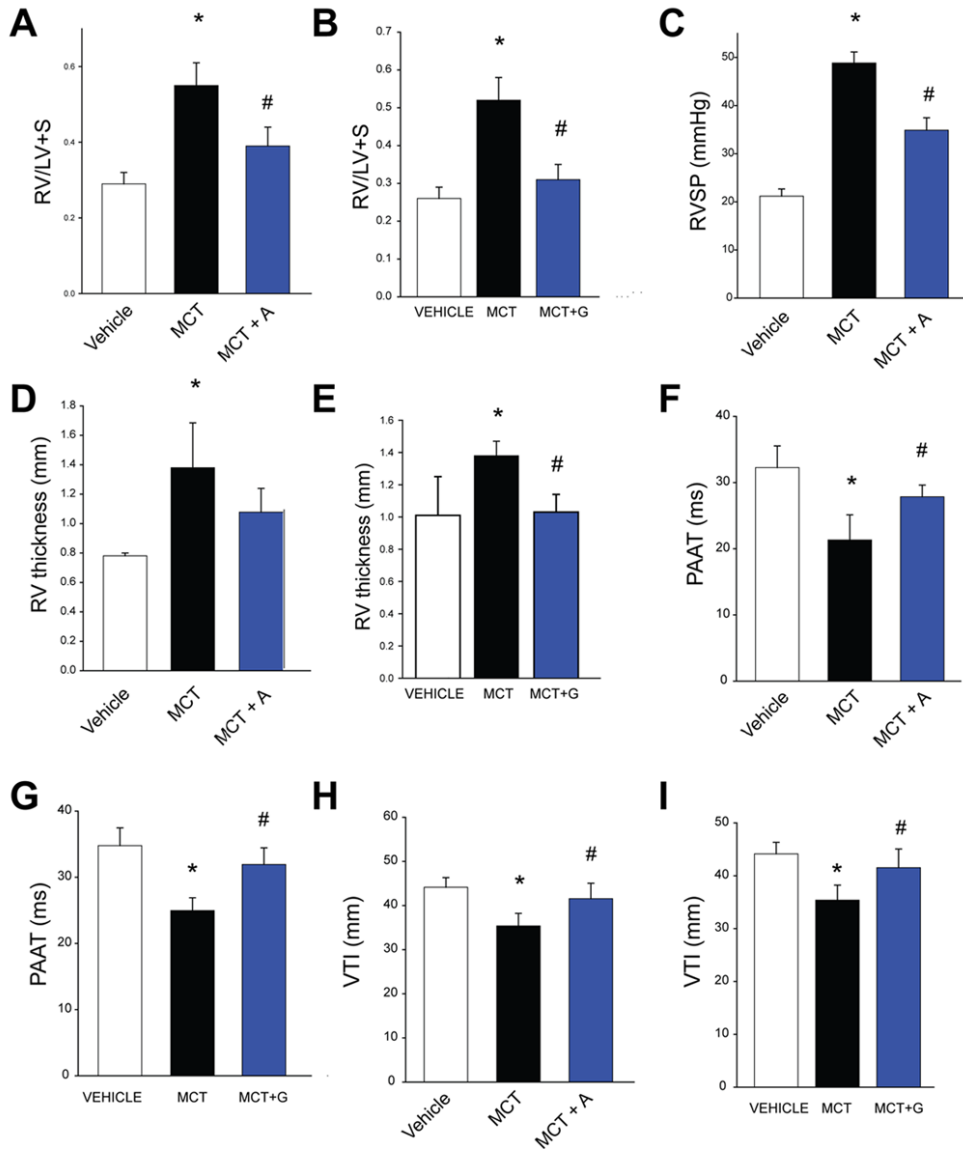 A
RV/LV+S
0.6
0.4
0.2
0.0
*
#
Vehicle
MCT
MCT + A
B
RV/LV+S
0.7
0.6
0.5
0.4
0.3
0.2
0.1
0.0
*
#
VEHICLE
MCT
MCT+G
C
RVSP (mmHg)
50
40
30
20
10
0
*
#
Vehicle
MCT
MCT + A
D
RV thickness (mm)
1.8
1.6
1.4
1.2
1.0
0.8
0.6
0.4
0.2
0.0
*
Vehicle
MCT
MCT + A
E
RV thickness (mm)
1.6
1.4
1.2
1.0
0.8
0.6
0.4
0.2
0.0
*
#
VEHICLE
MCT
MCT+G
F
PAAT (ms)
40
30
20
10
0
*
#
Vehicle
MCT
MCT + A
G
PAAT (ms)
40
30
20
10
0
*
#
VEHICLE
MCT
MCT+G
H
VTI (mm)
60
50
40
30
20
10
0
*
#
Vehicle
MCT
MCT + A
I
VTI (mm)
50
40
30
20
10
0
*
#
VEHICLE
MCT
MCT+G